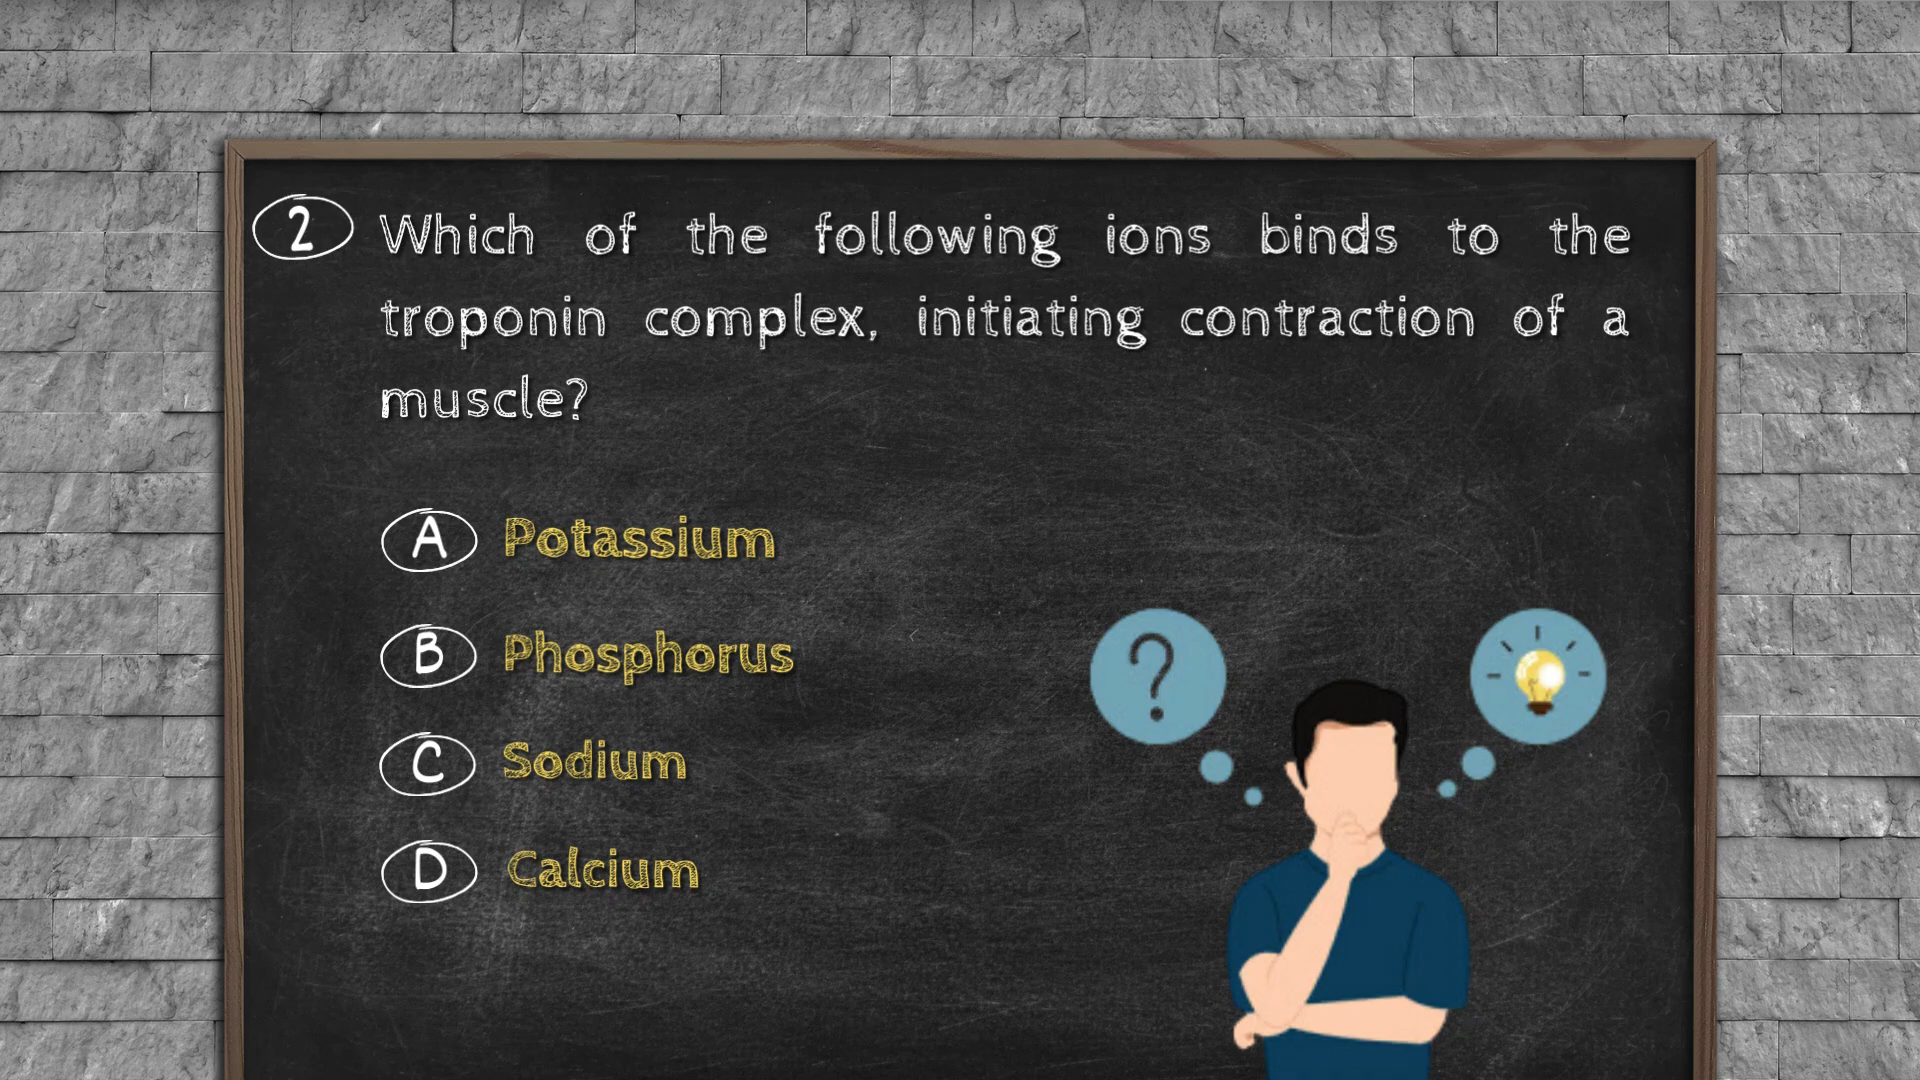 2 Which of the following ions binds to the
troponin complex, initiating contraction of a
muscle?
A Potassium
B Phosphorus
C Sodium
D Calcium
?